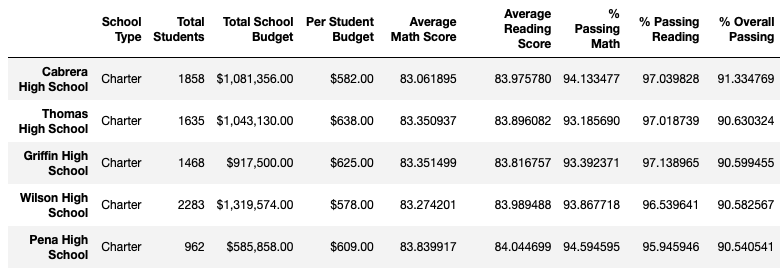 School Type Total Students Total School Budget Per Student Budget Average Math Score Average Reading Score % Passing Math % Passing Reading % Overall Passing
Cabrera High School Charter 1858 $1,081,356.00 $582.00 83.061895 83.975780 94.133477 97.039828 91.334769
Thomas High School Charter 1635 $1,043,130.00 $638.00 83.350937 83.896082 93.185690 97.018739 90.630324
Griffin High School Charter 1468 $917,500.00 $625.00 83.351499 83.816757 93.392371 97.138965 90.599455
Wilson High School Charter 2283 $1,319,574.00 $578.00 83.274201 83.989488 93.867718 96.539641 90.582567
Pena High School Charter 962 $585,858.00 $609.00 83.839917 84.044699 94.594595 95.945946 90.540541